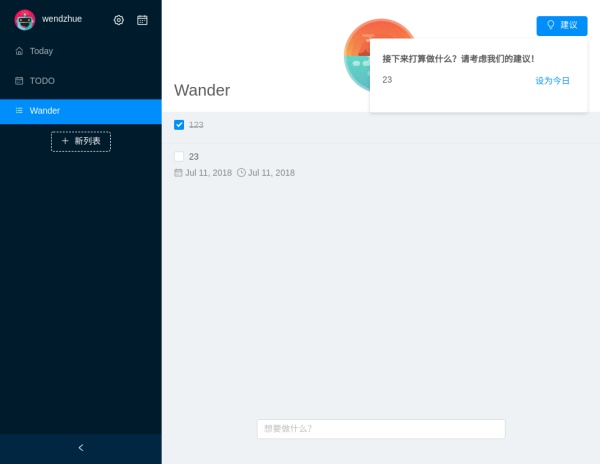 wendzhue
Today
TODO
Wander
新列表
建议
接下来打算做什么？请考虑我们的建议！
23
设为今日
Wander
123
23
Jul 11, 2018 Jul 11, 2018
想要做什么？